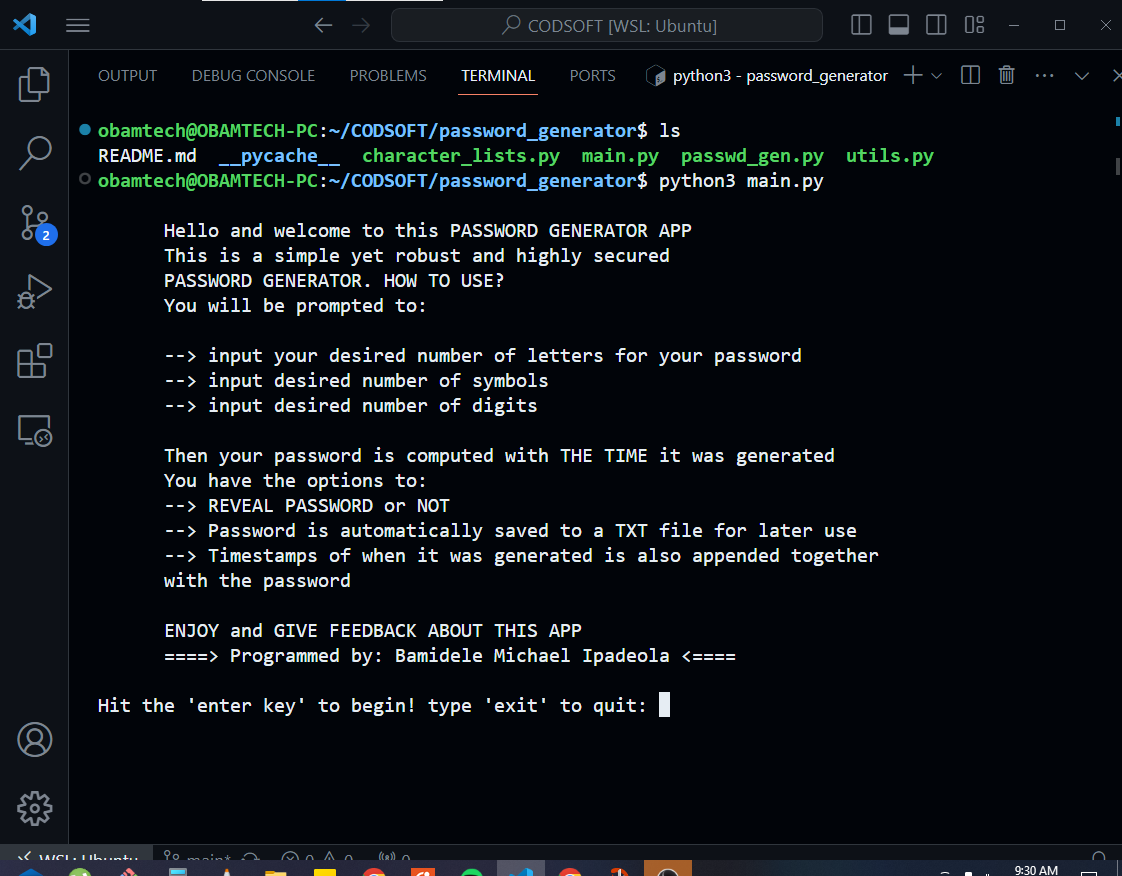 CODSOFT [WSL: Ubuntu]
OUTPUT DEBUG CONSOLE PROBLEMS TERMINAL PORTS python3 - password_generator
obamtech@OBAMTECH-PC:~/CODSOFT/password_generator$ ls
README.md __pycache__ character_lists.py main.py passwd_gen.py utils.py
obamtech@OBAMTECH-PC:~/CODSOFT/password_generator$ python3 main.py
2
Hello and welcome to this PASSWORD GENERATOR APP
This is a simple yet robust and highly secured
PASSWORD GENERATOR. HOW TO USE?
You will be prompted to:
--> input your desired number of letters for your password
--> input desired number of symbols
--> input desired number of digits
Then your password is computed with THE TIME it was generated
You have the options to:
--> REVEAL PASSWORD or NOT
--> Password is automatically saved to a TXT file for later use
--> Timestamps of when it was generated is also appended together
with the password
ENJOY and GIVE FEEDBACK ABOUT THIS APP
====> Programmed by: Bamidele Michael Ipadeola <====
Hit the 'enter key' to begin! type 'exit' to quit:
WSL: Ubuntu main* 0 0 0
9:30 AM